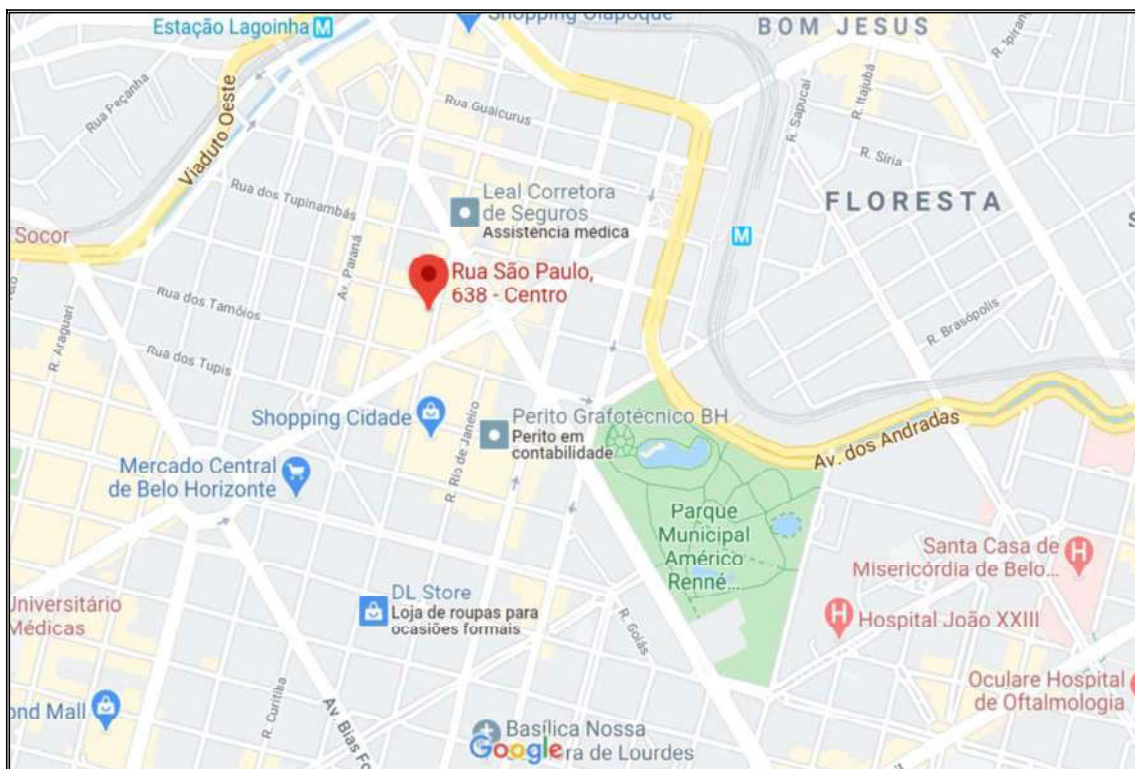 Shopping Oiapoque
Estação Lagoinha M
BOM JESUS
R. Itajubá
R. Sapucaí
Rua Peçanha
Viaduto Oeste
Rua Guaicurus
R. Síria
Rua dos Tupinambás
Leal Corretora
de Seguros
Assistência médica
FLORESTA
M
Socor
Av. Paraná
Rua São Paulo,
638 - Centro
Rua dos Tamóios
R. Araguari
Rua dos Tupis
R. Brasópolis
Shopping Cidade
R. Rio de Janeiro
Perito Grafotécnico BH
Perito em
contabilidade
Av. dos Andradas
Mercado Central
de Belo Horizonte
Parque
Municipal
Américo
Renné...
Santa Casa de
Misericórdia de Belo...
H
DL Store
Loja de roupas para
ocasiões formais
Universitário
Médicas
R. Goiás
H
Hospital João XXIII
Oculare Hospital
de Oftalmologia
R. Curitiba
Av. Bias Fo
ond Mall
Basílica Nossa
ra de Lourdes
Google